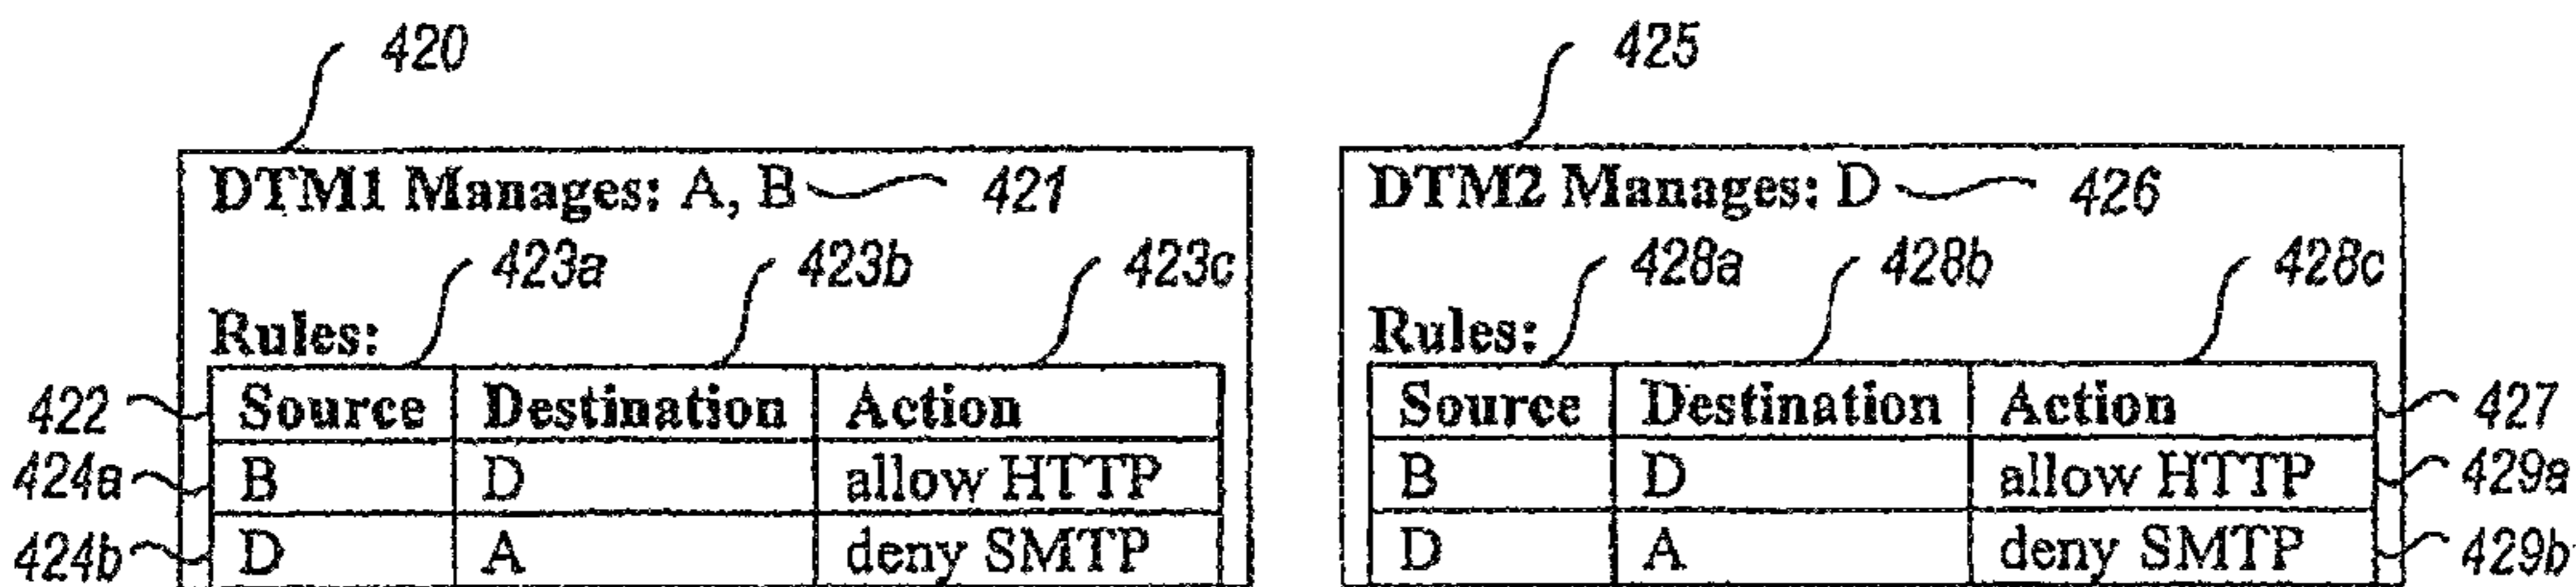 420
425
DTM1 Manages: A, B 421
DTM2 Manages: D 426
423a 423b 423c
428a 428b 428c
Rules:
Rules:
422 Source Destination Action
Source Destination Action 427
424a B D allow HTTP
B D allow HTTP 429a
424b D A deny SMTP
D A deny SMTP 429b